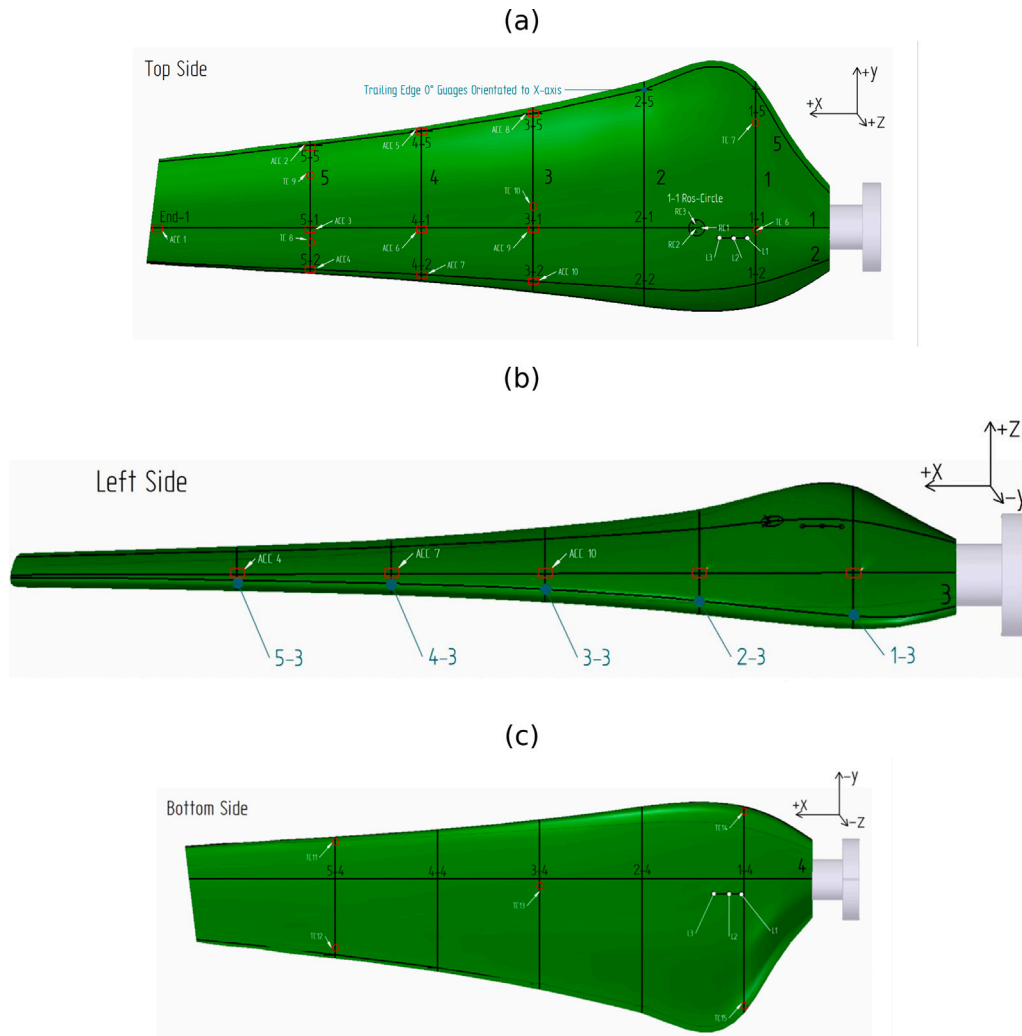 (a)
Top Side
+y
+X
+Z
Trailing Edge 0° Guages Orientated to X-axis
2-5
1-5
TC 7
5
ACC 8
3-5
ACC 5
4-5
ACC 2
5-5
TC 9
5
4
3
2
1
TC 10
1-1 Ros-Circle
RC3
RC1
RC2
End-1
ACC 1
5-1
ACC 3
TC 8
4-1
ACC 6
3-1
ACC 9
2-1
1-1
TC 6
1
L3
L2
L1
2
5-2
ACC4
4-2
ACC 7
3-2
ACC 10
2-2
1-2
(b)
Left Side
+Z
+X
-y
ACC 4
ACC 7
ACC 10
3
5-3
4-3
3-3
2-3
1-3
(c)
Bottom Side
-y
+X
-Z
TC11
TC14
5-4
4-4
3-4
2-4
1-4
4
TC13
L3
L2
L1
TC12
TC15